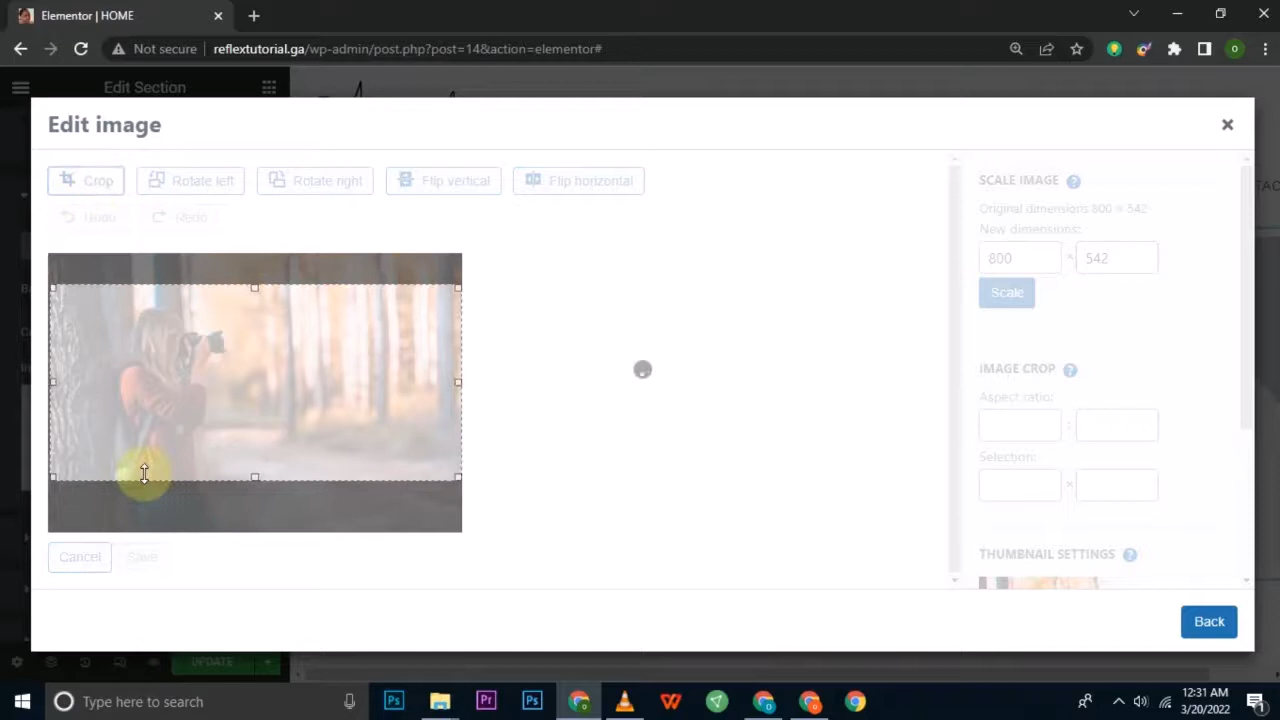 Elementor | HOME
Not secure
reflextutorial.ga/wp-admin/post.php?post=14&action=elementor#
Edit Section
Edit image
Crop
Rotate left
Rotate right
Flip vertical
Flip horizontal
Undo
Redo
SCALE IMAGE
Original dimensions 800 × 542
New dimensions:
800 × 542
Scale
IMAGE CROP
Aspect ratio:
:
Selection:
×
THUMBNAIL SETTINGS
Cancel
Save
Back
UPDATE
Type here to search
12:31 AM
3/20/2022